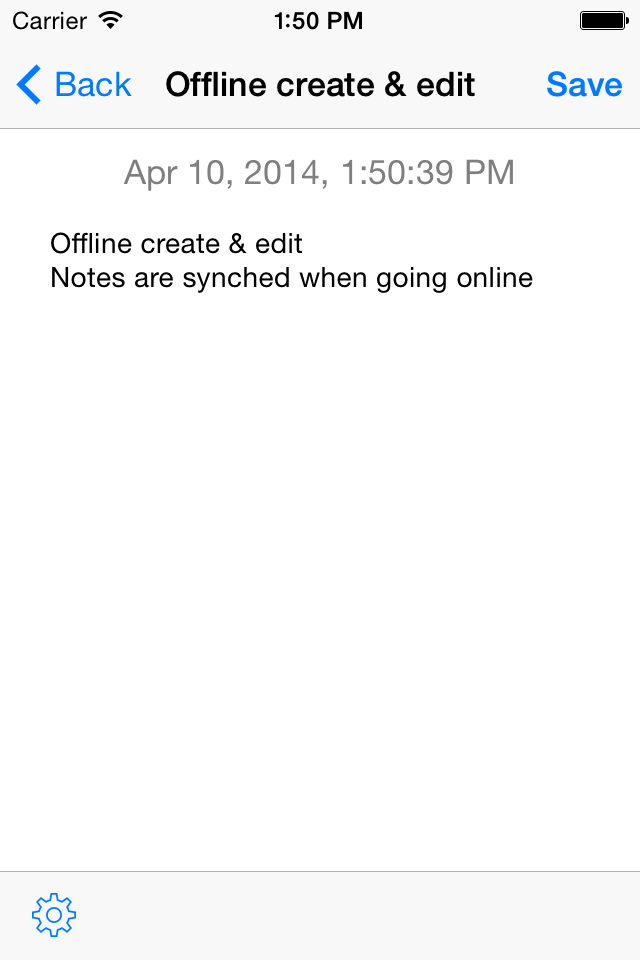 Carrier 1:50 PM
Back Offline create & edit Save
Apr 10, 2014, 1:50:39 PM
Offline create & edit
Notes are synched when going online